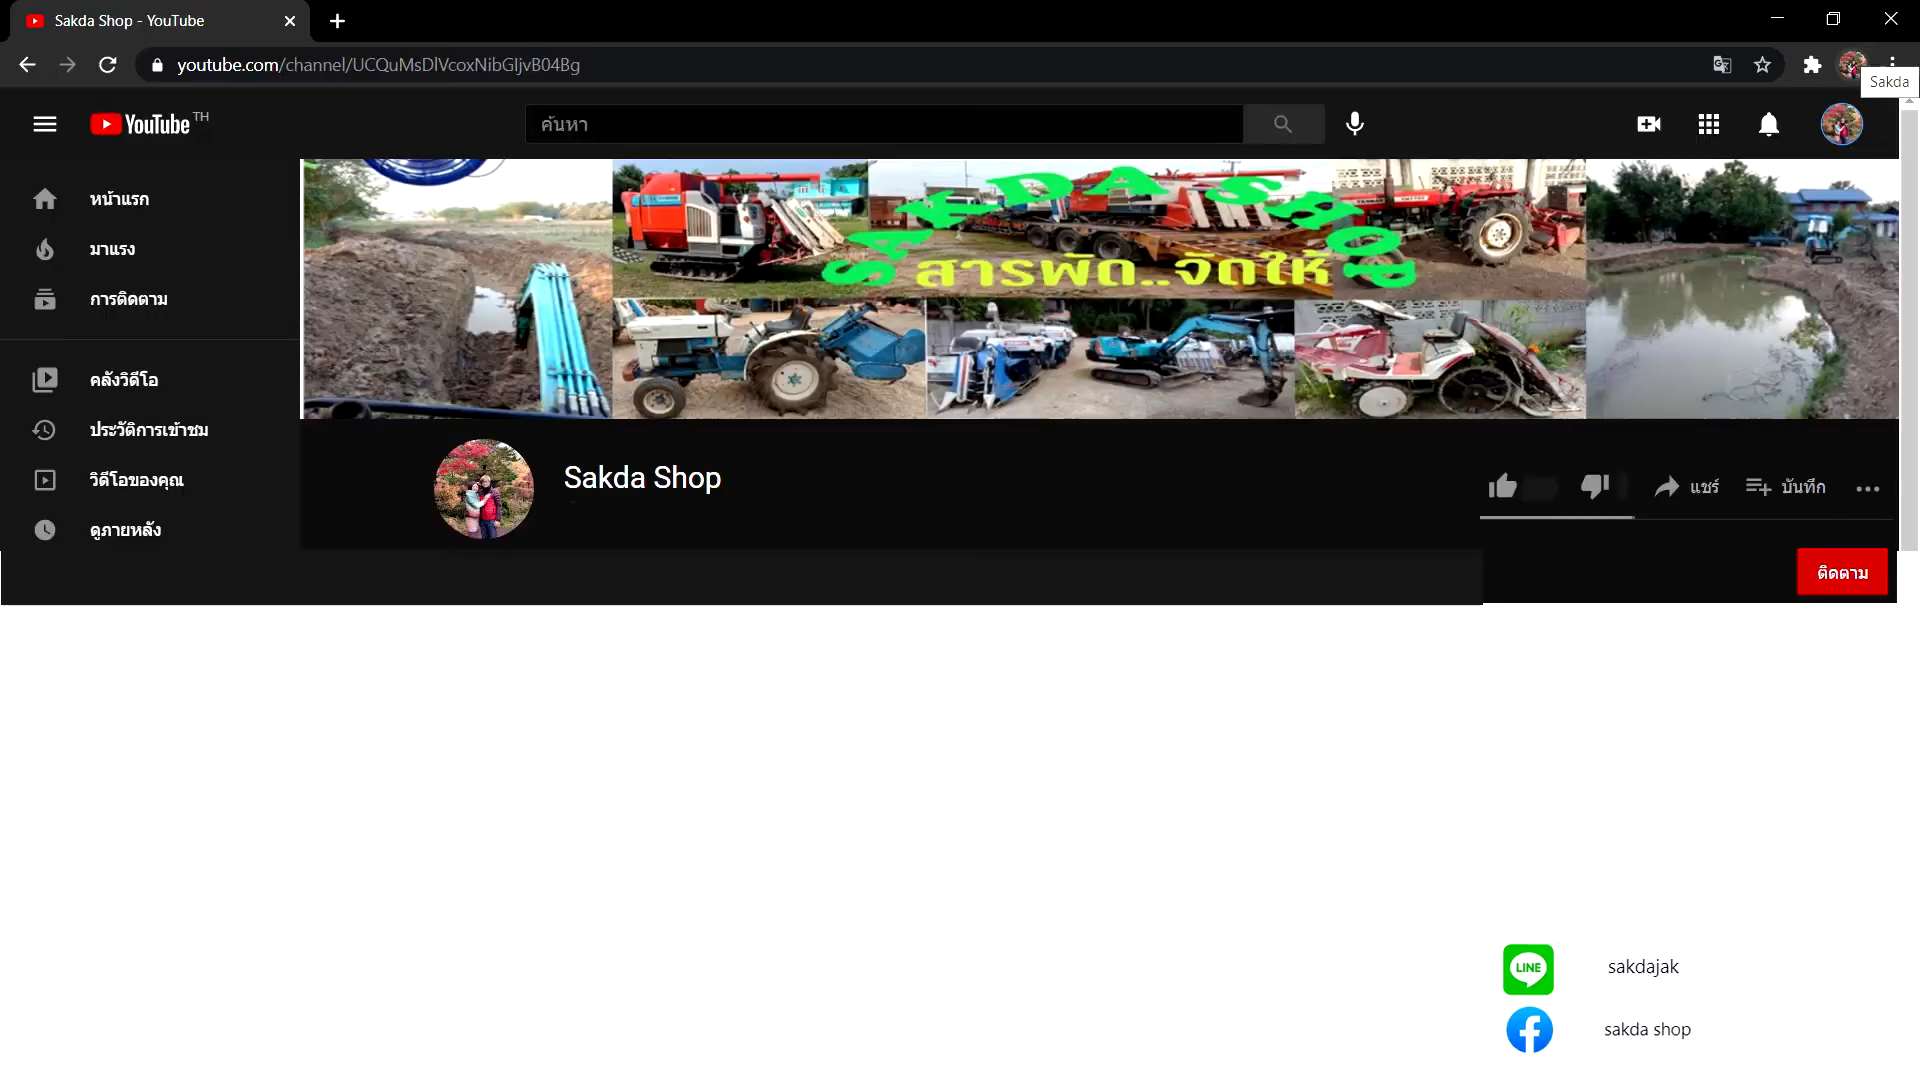 Sakda Shop - YouTube
youtube.com/channel/UCQuMsDlVcoxNibGljvB04Bg
Sakda
YouTube TH
ค้นหา
หน้าแรก
มาแรง
การติดตาม
คลังวิดีโอ
ประวัติการเข้าชม
วิดีโอของคุณ
ดูภายหลัง
SAKDA SHOP
สารพัด..จัดให้
Sakda Shop
แชร์
บันทึก
ติดตาม
LINE
sakdajak
sakda shop